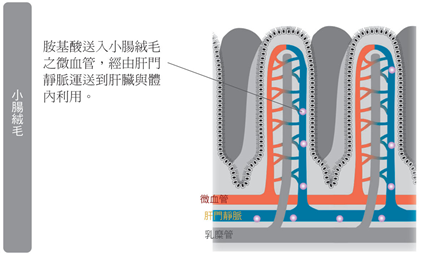 小腸絨毛
胺基酸送入小腸絨毛
之微血管，經由肝門
靜脈運送到肝臟與體
內利用。
微血管
肝門靜脈
乳糜管